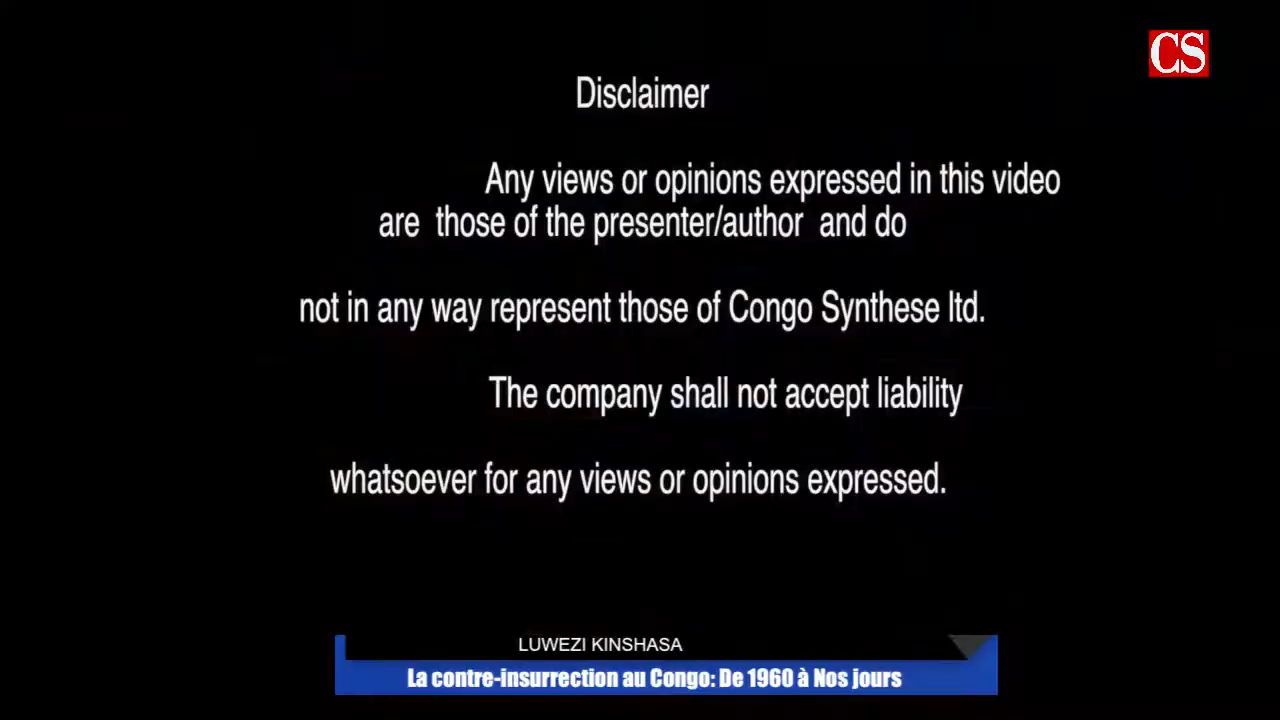 CS
Disclaimer
Any views or opinions expressed in this video
are those of the presenter/author and do
not in any way represent those of Congo Synthese ltd.
The company shall not accept liability
whatsoever for any views or opinions expressed.
LUWEZI KINSHASA
La contre-insurrection au Congo: De 1960 à Nos jours